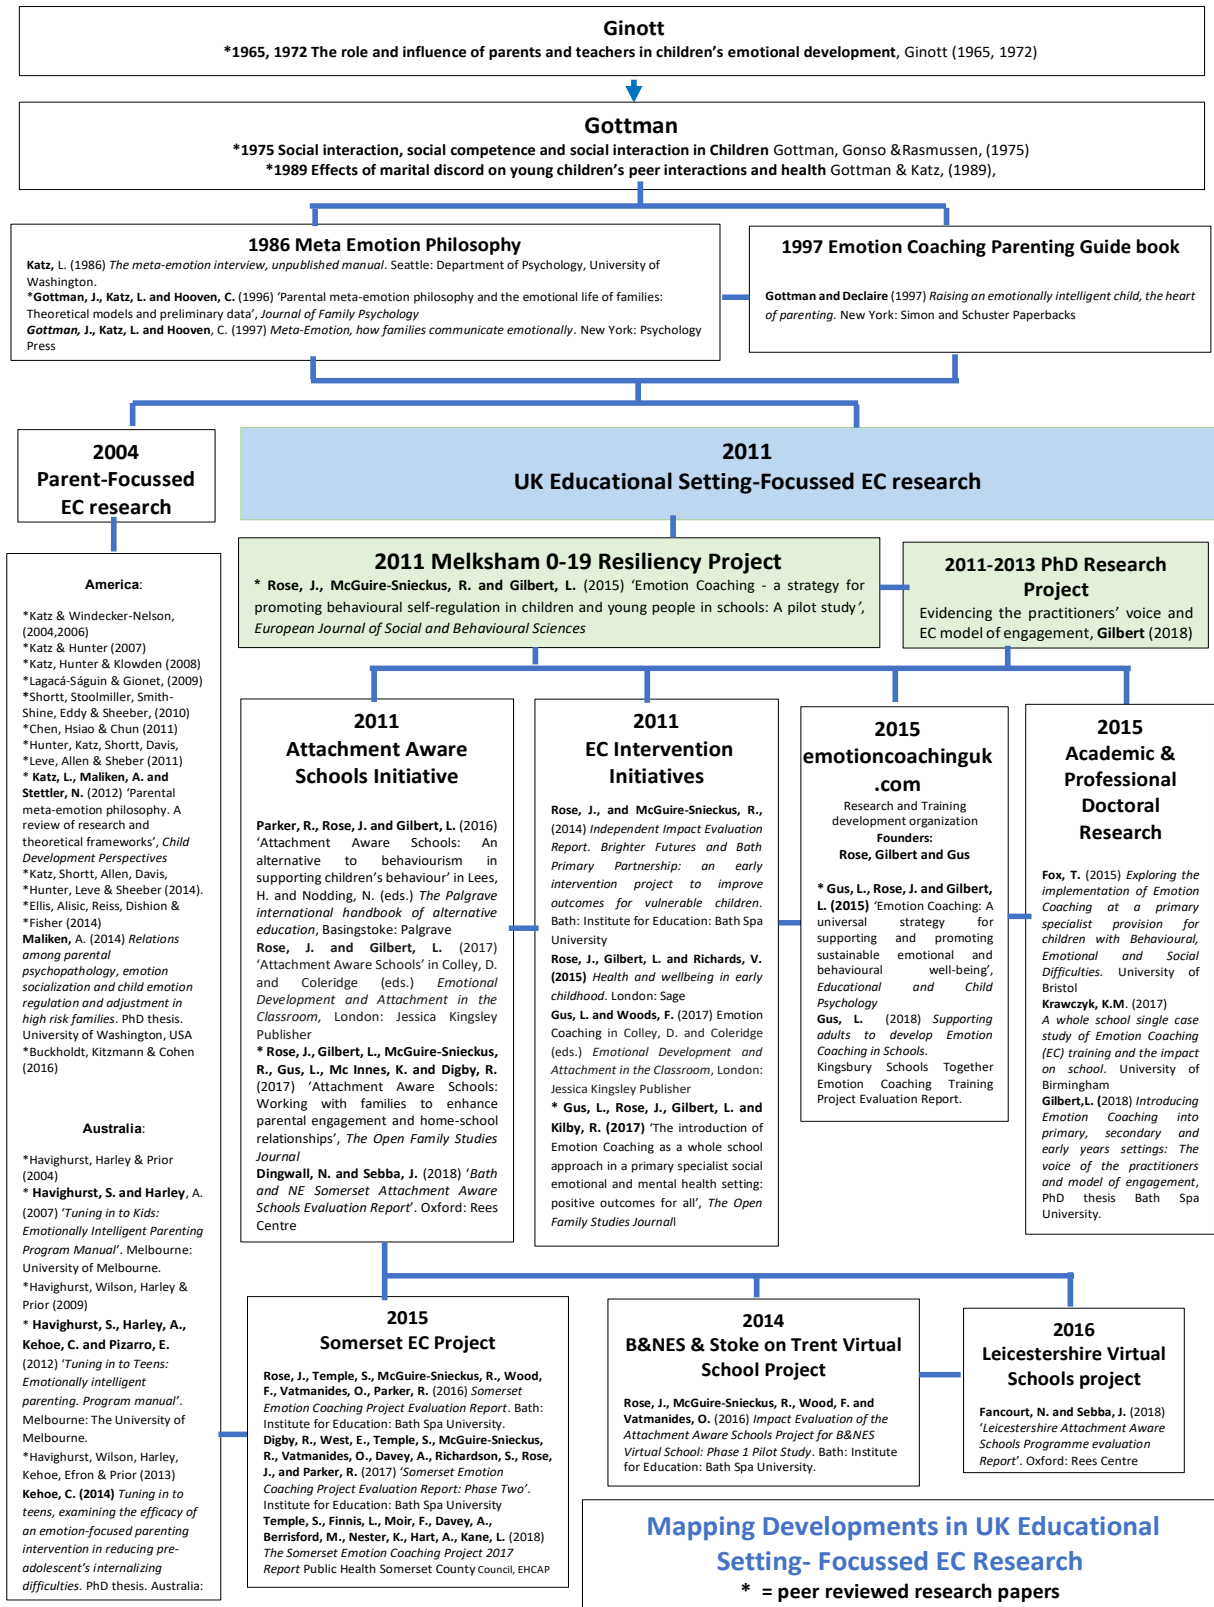 Ginott
*1965, 1972 The role and influence of parents and teachers in children’s emotional development, Ginott (1965, 1972)
Gottman
*1975 Social interaction, social competence and social interaction in Children Gottman, Gonso &Rasmussen, (1975)
*1989 Effects of marital discord on young children’s peer interactions and health Gottman & Katz, (1989),
1986 Meta Emotion Philosophy
Katz, L. (1986) The meta-emotion interview, unpublished manual. Seattle: Department of Psychology, University of
Washington.
*Gottman, J., Katz, L. and Hooven, C. (1996) ‘Parental meta-emotion philosophy and the emotional life of families:
Theoretical models and preliminary data’, Journal of Family Psychology
Gottman, J., Katz, L. and Hooven, C. (1997) Meta-Emotion, how families communicate emotionally. New York: Psychology
Press
1997 Emotion Coaching Parenting Guide book
Gottman and Declaire (1997) Raising an emotionally intelligent child, the heart
of parenting. New York: Simon and Schuster Paperbacks
2004
Parent-Focussed
EC research
2011
UK Educational Setting-Focussed EC research
America:
*Katz & Windecker-Nelson,
(2004,2006)
*Katz & Hunter (2007)
*Katz, Hunter & Klowden (2008)
*Lagacá-Ságuin & Gionet, (2009)
*Shortt, Stoolmiller, Smith-
Shine, Eddy & Sheeber, (2010)
*Chen, Hsiao & Chun (2011)
*Hunter, Katz, Shortt, Davis,
*Leve, Allen & Sheber (2011)
* Katz, L., Maliken, A. and
Stettler, N. (2012) ‘Parental
meta-emotion philosophy. A
review of research and
theoretical frameworks’, Child
Development Perspectives
*Katz, Shortt, Allen, Davis,
*Hunter, Leve & Sheeber (2014).
*Ellis, Alisic, Reiss, Dishion &
*Fisher (2014)
Maliken, A. (2014) Relations
among parental
psychopathology, emotion
socialization and child emotion
regulation and adjustment in
high risk families. PhD thesis.
University of Washington, USA
*Buckholdt, Kitzmann & Cohen
(2016)
Australia:
*Havighurst, Harley & Prior
(2004)
* Havighurst, S. and Harley, A.
(2007) ‘Tuning in to Kids:
Emotionally Intelligent Parenting
Program Manual’. Melbourne:
University of Melbourne.
*Havighurst, Wilson, Harley &
Prior (2009)
* Havighurst, S., Harley, A.,
Kehoe, C. and Pizarro, E.
(2012) ‘Tuning in to Teens:
Emotionally intelligent
parenting. Program manual’.
Melbourne: The University of
Melbourne.
*Havighurst, Wilson, Harley,
Kehoe, Efron & Prior (2013)
Kehoe, C. (2014) Tuning in to
teens, examining the efficacy of
an emotion-focused parenting
intervention in reducing pre-
adolescent’s internalizing
difficulties. PhD thesis. Australia:
2011 Melksham 0-19 Resiliency Project
* Rose, J., McGuire-Snieckus, R. and Gilbert, L. (2015) ‘Emotion Coaching - a strategy for
promoting behavioural self-regulation in children and young people in schools: A pilot study’,
European Journal of Social and Behavioural Sciences
2011-2013 PhD Research
Project
Evidencing the practitioners’ voice and
EC model of engagement, Gilbert (2018)
2011
Attachment Aware
Schools Initiative
Parker, R., Rose, J. and Gilbert, L. (2016)
‘Attachment Aware Schools: An
alternative to behaviourism in
supporting children’s behaviour’ in Lees,
H. and Nodding, N. (eds.) The Palgrave
international handbook of alternative
education, Basingstoke: Palgrave
Rose, J. and Gilbert, L. (2017)
‘Attachment Aware Schools’ in Colley, D.
and Coleridge (eds.) Emotional
Development and Attachment in the
Classroom, London: Jessica Kingsley
Publisher
* Rose, J., Gilbert, L., McGuire-Snieckus,
R., Gus, L., Mc Innes, K. and Digby, R.
(2017) ‘Attachment Aware Schools:
Working with families to enhance
parental engagement and home-school
relationships’, The Open Family Studies
Journal
Dingwall, N. and Sebba, J. (2018) ‘Bath
and NE Somerset Attachment Aware
Schools Evaluation Report’. Oxford: Rees
Centre
2011
EC Intervention
Initiatives
Rose, J., and McGuire-Snieckus, R.,
(2014) Independent Impact Evaluation
Report. Brighter Futures and Bath
Primary Partnership: an early
intervention project to improve
outcomes for vulnerable children.
Bath: Institute for Education: Bath Spa
University
Rose, J., Gilbert, L. and Richards, V.
(2015) Health and wellbeing in early
childhood. London: Sage
Gus, L. and Woods, F. (2017) Emotion
Coaching in Colley, D. and Coleridge
(eds.) Emotional Development and
Attachment in the Classroom, London:
Jessica Kingsley Publisher
* Gus, L., Rose, J., Gilbert, L. and
Kilby, R. (2017) ‘The introduction of
Emotion Coaching as a whole school
approach in a primary specialist social
emotional and mental health setting:
positive outcomes for all’, The Open
Family Studies Journall
2015
emotioncoachinguk
.com
Research and Training
development organization
Founders:
Rose, Gilbert and Gus
* Gus, L., Rose, J. and Gilbert,
L. (2015) ‘Emotion Coaching: A
universal strategy for
supporting and promoting
sustainable emotional and
behavioural well-being’,
Educational and Child
Psychology
Gus, L. (2018) Supporting
adults to develop Emotion
Coaching in Schools.
Kingsbury Schools Together
Emotion Coaching Training
Project Evaluation Report.
2015
Academic &
Professional
Doctoral
Research
Fox, T. (2015) Exploring the
implementation of Emotion
Coaching at a primary
specialist provision for
children with Behavioural,
Emotional and Social
Difficulties. University of
Bristol
Krawczyk, K.M. (2017)
A whole school single case
study of Emotion Coaching
(EC) training and the impact
on school. University of
Birmingham
Gilbert,L. (2018) Introducing
Emotion Coaching into
primary, secondary and
early years settings: The
voice of the practitioners
and model of engagement,
PhD thesis Bath Spa
University.
2015
Somerset EC Project
Rose, J., Temple, S., McGuire-Snieckus, R., Wood,
F., Vatmanides, O., Parker, R. (2016) Somerset
Emotion Coaching Project Evaluation Report. Bath:
Institute for Education: Bath Spa University.
Digby, R., West, E., Temple, S., McGuire-Snieckus,
R., Vatmanides, O., Davey, A., Richardson, S., Rose,
J., and Parker, R. (2017) ‘Somerset Emotion
Coaching Project Evaluation Report: Phase Two’.
Institute for Education: Bath Spa University
Temple, S., Finnis, L., Moir, F., Davey, A.,
Berrisford, M., Nester, K., Hart, A., Kane, L. (2018)
The Somerset Emotion Coaching Project 2017
Report Public Health Somerset County Council, EHCAP
2014
B&NES & Stoke on Trent Virtual
School Project
Rose, J., McGuire-Snieckus, R., Wood, F. and
Vatmanides, O. (2016) Impact Evaluation of the
Attachment Aware Schools Project for B&NES
Virtual School: Phase 1 Pilot Study. Bath: Institute
for Education: Bath Spa University.
2016
Leicestershire Virtual
Schools project
Fancourt, N. and Sebba, J. (2018)
‘Leicestershire Attachment Aware
Schools Programme evaluation
Report’. Oxford: Rees Centre
Mapping Developments in UK Educational
Setting- Focussed EC Research
* = peer reviewed research papers